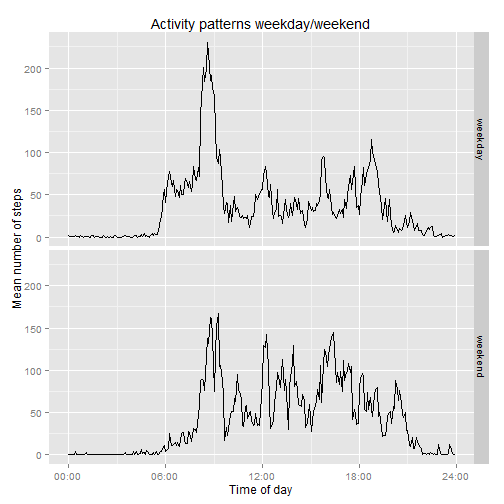 Activity patterns weekday/weekend
Mean number of steps
200
150
100
50
0
weekday
200
150
100
50
0
weekend
00:00 06:00 12:00 18:00 24:00
Time of day